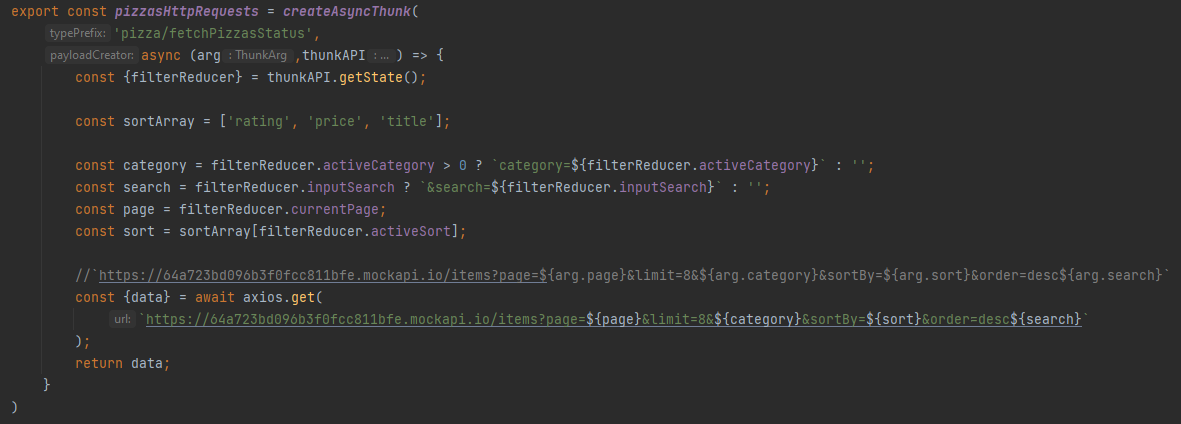 export const pizzasHttpRequests = createAsyncThunk(
    typePrefix: 'pizza/fetchPizzasStatus',
    payloadCreator: async (arg : ThunkArg ,thunkAPI : ... ) => {
        const {filterReducer} = thunkAPI.getState();

        const sortArray = ['rating', 'price', 'title'];

        const category = filterReducer.activeCategory > 0 ? `category=${filterReducer.activeCategory}` : '';
        const search = filterReducer.inputSearch ? `&search=${filterReducer.inputSearch}` : '';
        const page = filterReducer.currentPage;
        const sort = sortArray[filterReducer.activeSort];

        //`https://64a723bd096b3f0fcc811bfe.mockapi.io/items?page=${arg.page}&limit=8&${arg.category}&sortBy=${arg.sort}&order=desc${arg.search}`
        const {data} = await axios.get(
            url: `https://64a723bd096b3f0fcc811bfe.mockapi.io/items?page=${page}&limit=8&${category}&sortBy=${sort}&order=desc${search}`
        );
        return data;
    }
)